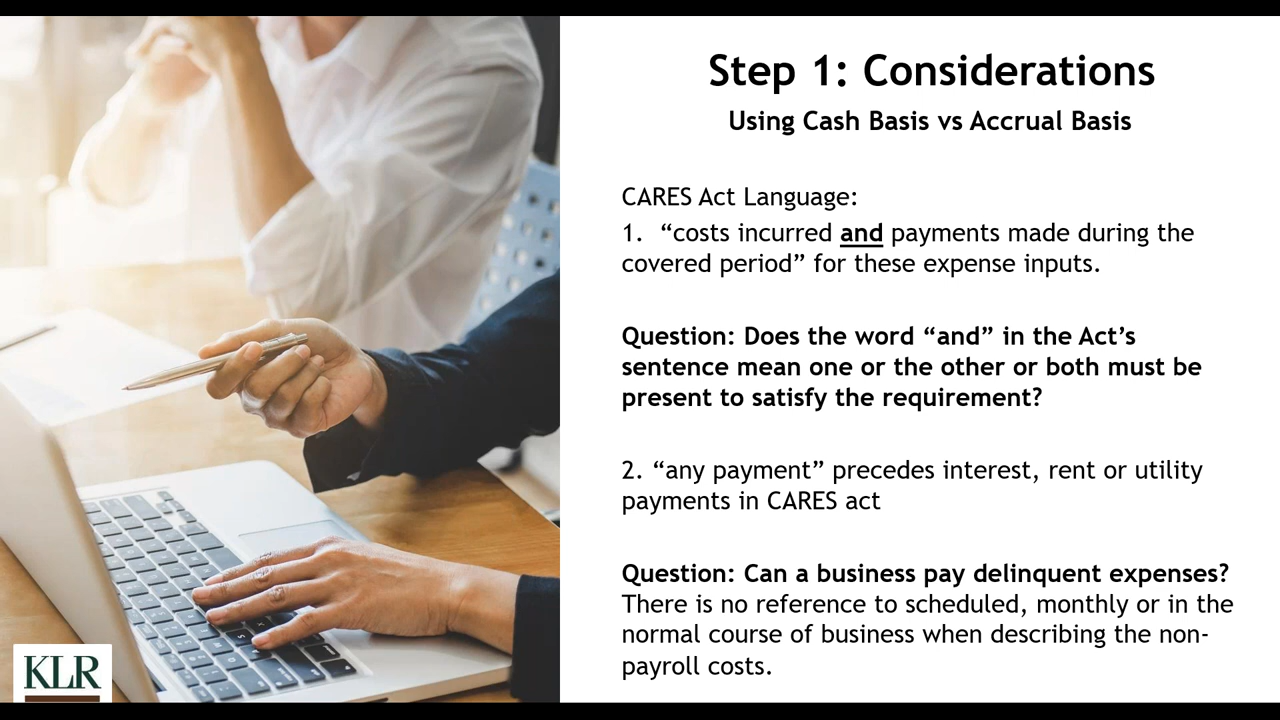 Step 1: Considerations
Using Cash Basis vs Accrual Basis
CARES Act Language:
1. “costs incurred and payments made during the
covered period” for these expense inputs.
Question: Does the word “and” in the Act’s
sentence mean one or the other or both must be
present to satisfy the requirement?
2. “any payment” precedes interest, rent or utility
payments in CARES act
Question: Can a business pay delinquent expenses?
There is no reference to scheduled, monthly or in the
normal course of business when describing the non-
payroll costs.
KLR